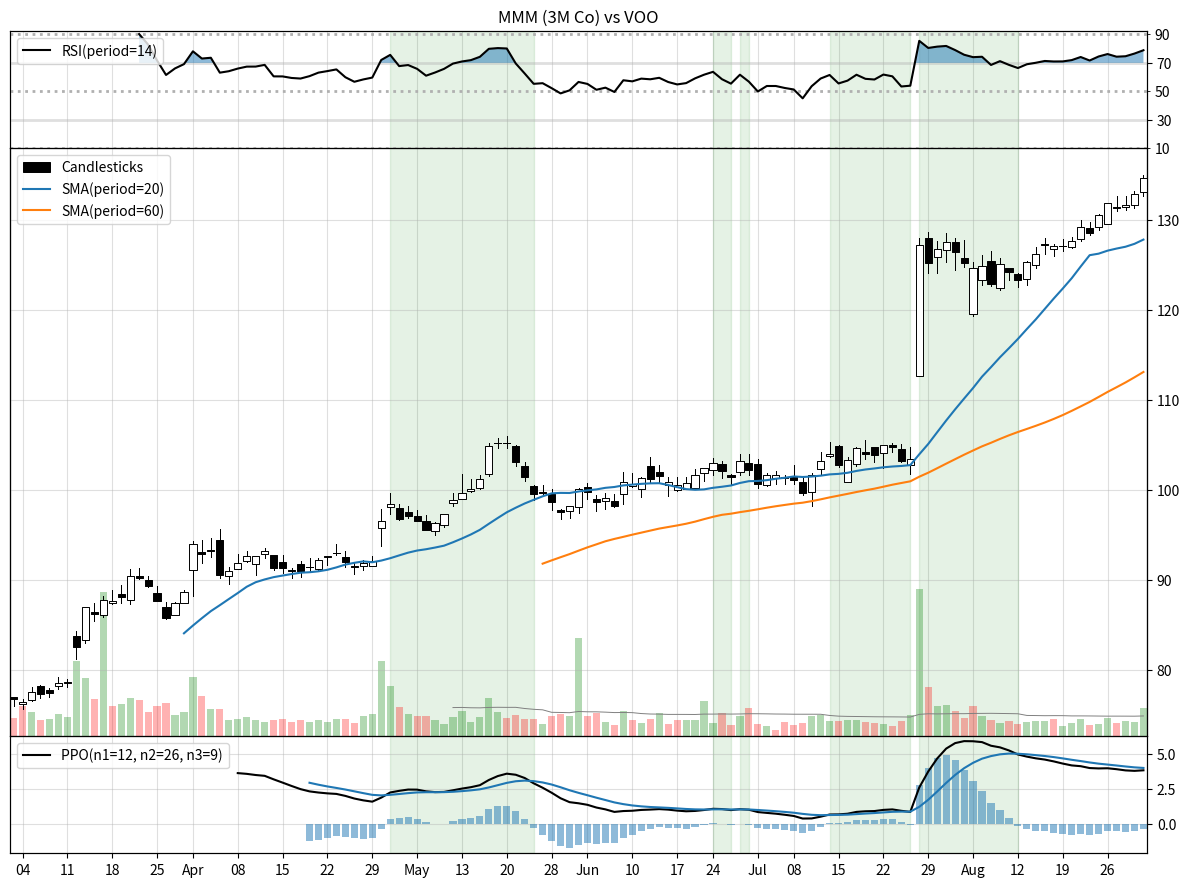 MMM (3M Co) vs VOO
RSI(period=14)
90
70
50
30
10
Candlesticks
SMA(period=20)
SMA(period=60)
130
120
110
100
90
80
PPO(n1=12, n2=26, n3=9)
5.0
2.5
0.0
04 11 18 25 Apr 08 15 22 29 May 13 20 28 Jun 10 17 24 Jul 08 15 22 29 Aug 12 19 26